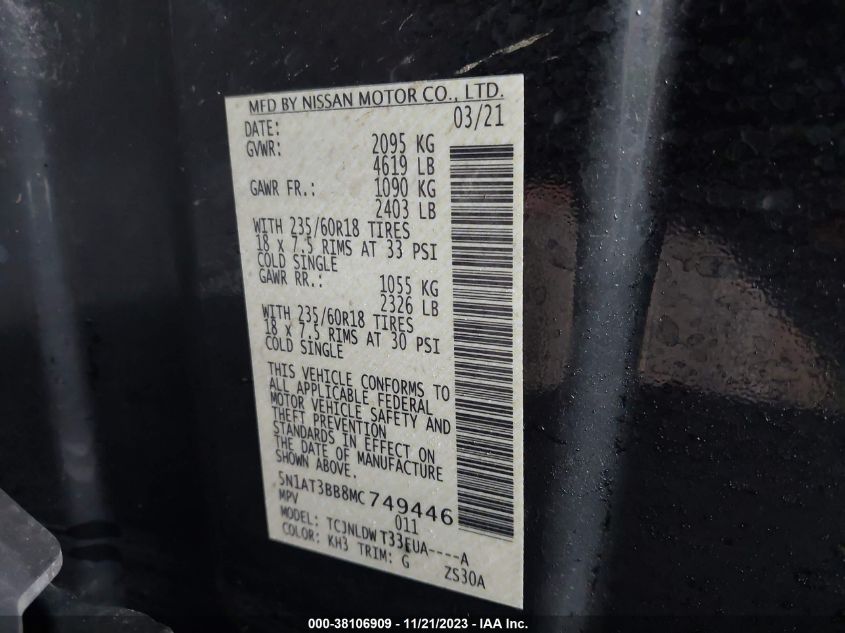 MFD BY NISSAN MOTOR CO., LTD.
DATE: 03/21
GVWR: 2095 KG
4619 LB
GAWR FR.: 1090 KG
2403 LB
WITH 235/60R18 TIRES
18 x 7.5 RIMS AT 33 PSI
COLD SINGLE
GAWR RR.: 1055 KG
2326 LB
WITH 235/60R18 TIRES
18 x 7.5 RIMS AT 30 PSI
COLD SINGLE
THIS VEHICLE CONFORMS TO
ALL APPLICABLE FEDERAL
MOTOR VEHICLE SAFETY AND
THEFT PREVENTION
STANDARDS IN EFFECT ON
THE DATE OF MANUFACTURE
SHOWN ABOVE.
5N1AT3BB8MC749446
MPV 011
MODEL: TCJNLDW T33EUA----A
COLOR: KH3 TRIM: G ZS30A
000-38106909 - 11/21/2023 - IAA Inc.